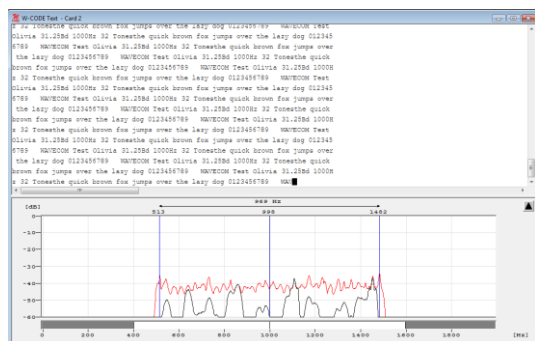 W-CODE Text - Card 2
z 32 Tonesthe quick brown fox jumps over the lazy dog 0123456789   WAVECOM Test
Olivia 31.25Bd 1000Hz 32 Tonesthe quick brown fox jumps over the lazy dog 012345
6789   WAVECOM Test Olivia 31.25Bd 1000Hz 32 Tonesthe quick brown fox jumps over
the lazy dog 0123456789   WAVECOM Test Olivia 31.25Bd 1000Hz 32 Tonesthe quick
brown fox jumps over the lazy dog 0123456789   WAVECOM Test Olivia 31.25Bd 1000H
z 32 Tonesthe quick brown fox jumps over the lazy dog 0123456789   WAVECOM Test
Olivia 31.25Bd 1000Hz 32 Tonesthe quick brown fox jumps over the lazy dog 012345
6789   WAVECOM Test Olivia 31.25Bd 1000Hz 32 Tonesthe quick brown fox jumps over
the lazy dog 0123456789   WAVECOM Test Olivia 31.25Bd 1000Hz 32 Tonesthe quick
brown fox jumps over the lazy dog 0123456789   WAVECOM Test Olivia 31.25Bd 1000H
z 32 Tonesthe quick brown fox jumps over the lazy dog 0123456789   WAVECOM Test
Olivia 31.25Bd 1000Hz 32 Tonesthe quick brown fox jumps over the lazy dog 012345
6789   WAVECOM Test Olivia 31.25Bd 1000Hz 32 Tonesthe quick brown fox jumps over
the lazy dog 0123456789   WAVECOM Test Olivia 31.25Bd 1000Hz 32 Tonesthe quick
brown fox jumps over the lazy dog 0123456789   WAVECOM Test Olivia 31.25Bd 1000H
z 32 Tonesthe quick brown fox jumps over the lazy dog 0123456789   WAV
969 Hz
[dB] 513 998 1482
0
-10
-20
-30
-40
-50
-60
0 200 400 600 800 1000 1200 1400 1600 1800 [Hz]